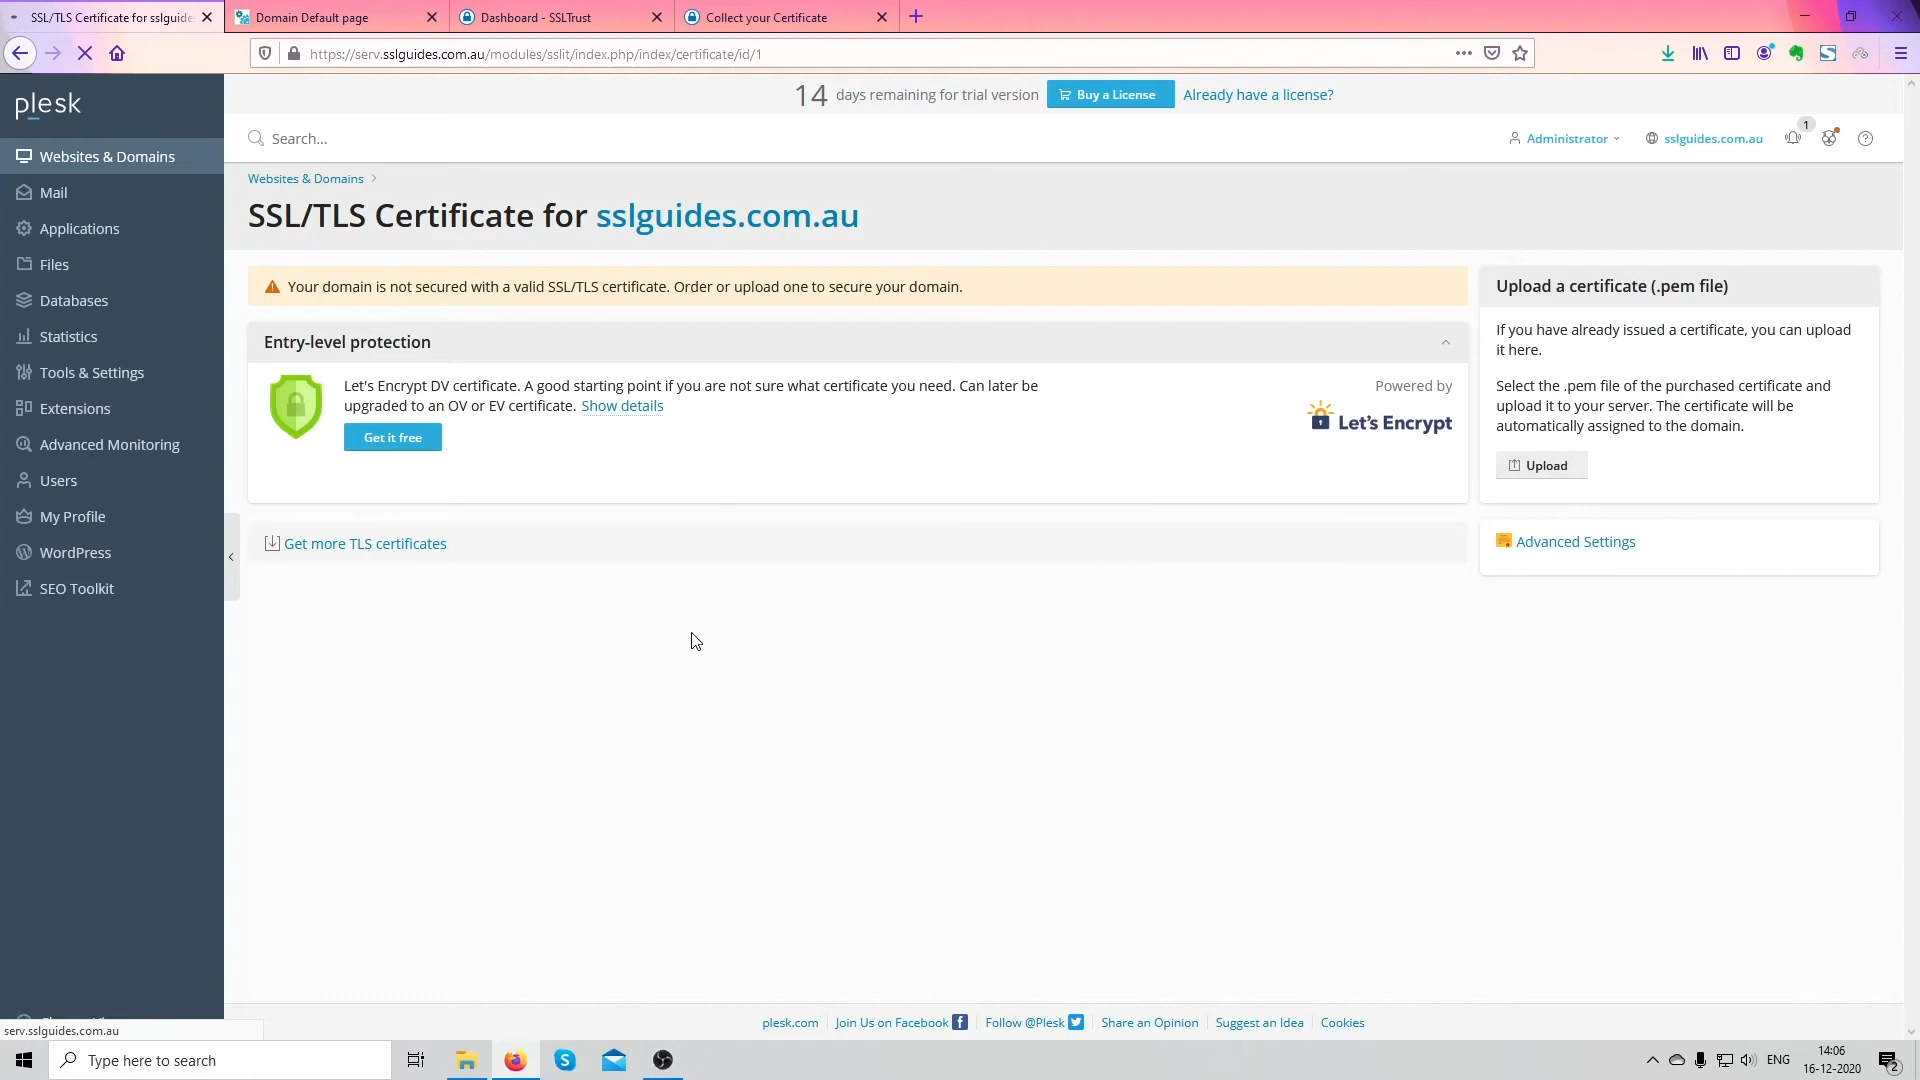 SSL/TLS Certificate for sslguides
Domain Default page
Dashboard - SSLTrust
Collect your Certificate
https://serv.sslguides.com.au/modules/sslit/index.php/index/certificate/id/1
plesk
14 days remaining for trial version
Buy a License
Already have a license?
Search...
Administrator
sslguides.com.au
1
Websites & Domains
Mail
Applications
Files
Databases
Statistics
Tools & Settings
Extensions
Advanced Monitoring
Users
My Profile
WordPress
SEO Toolkit
Websites & Domains
SSL/TLS Certificate for sslguides.com.au
Your domain is not secured with a valid SSL/TLS certificate. Order or upload one to secure your domain.
Entry-level protection
Let's Encrypt DV certificate. A good starting point if you are not sure what certificate you need. Can later be
upgraded to an OV or EV certificate. Show details
Get it free
Powered by
Let's Encrypt
Get more TLS certificates
Upload a certificate (.pem file)
If you have already issued a certificate, you can upload
it here.
Select the .pem file of the purchased certificate and
upload it to your server. The certificate will be
automatically assigned to the domain.
Upload
Advanced Settings
plesk.com
Join Us on Facebook
Follow @Plesk
Share an Opinion
Suggest an Idea
Cookies
serv.sslguides.com.au
Type here to search
ENG
14:06
16-12-2020
2